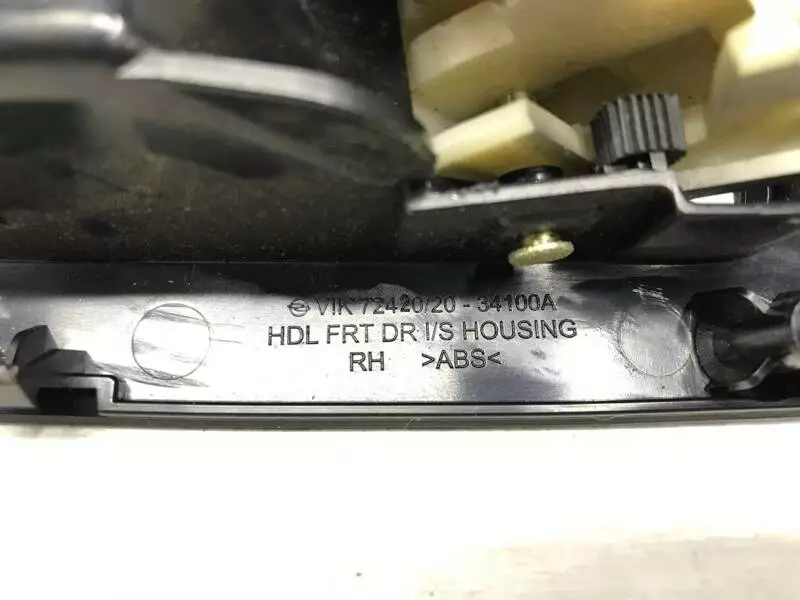 VIK 72420/20 - 34100A
HDL FRT DR I/S HOUSING
RH >ABS<